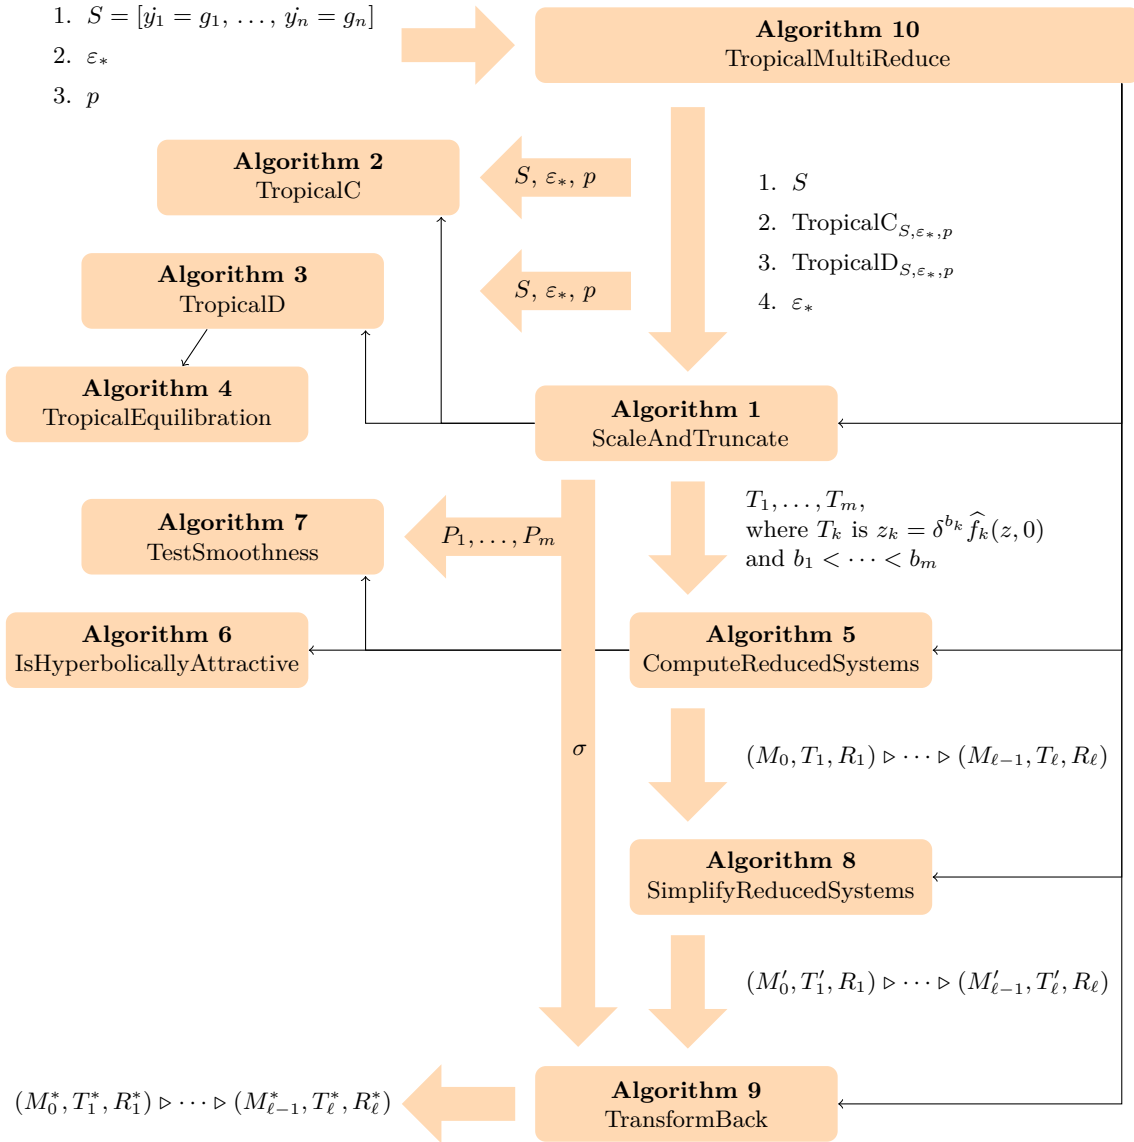 1. S = [ẏ₁ = g₁, …, ẏₙ = gₙ]
2. ε∗
3. p
Algorithm 10
TropicalMultiReduce
Algorithm 2
TropicalC
S, ε∗, p
1. S
2. TropicalC_{S,ε∗,p}
3. TropicalD_{S,ε∗,p}
4. ε∗
Algorithm 3
TropicalD
S, ε∗, p
Algorithm 4
TropicalEquilibration
Algorithm 1
ScaleAndTruncate
T₁, …, Tₘ,
where Tₖ is zₖ = δ^{bₖ} f̂ₖ(z, 0)
and b₁ < ⋯ < bₘ
Algorithm 7
TestSmoothness
P₁, …, Pₘ
Algorithm 6
IsHyperbolicallyAttractive
Algorithm 5
ComputeReducedSystems
σ
(M₀, T₁, R₁) ▹ ⋯ ▹ (M_{ℓ−1}, T_ℓ, R_ℓ)
Algorithm 8
SimplifyReducedSystems
(M′₀, T′₁, R₁) ▹ ⋯ ▹ (M′_{ℓ−1}, T′_ℓ, R_ℓ)
Algorithm 9
TransformBack
(M₀*, T₁*, R₁*) ▹ ⋯ ▹ (M*_{ℓ−1}, T*_ℓ, R*_ℓ)